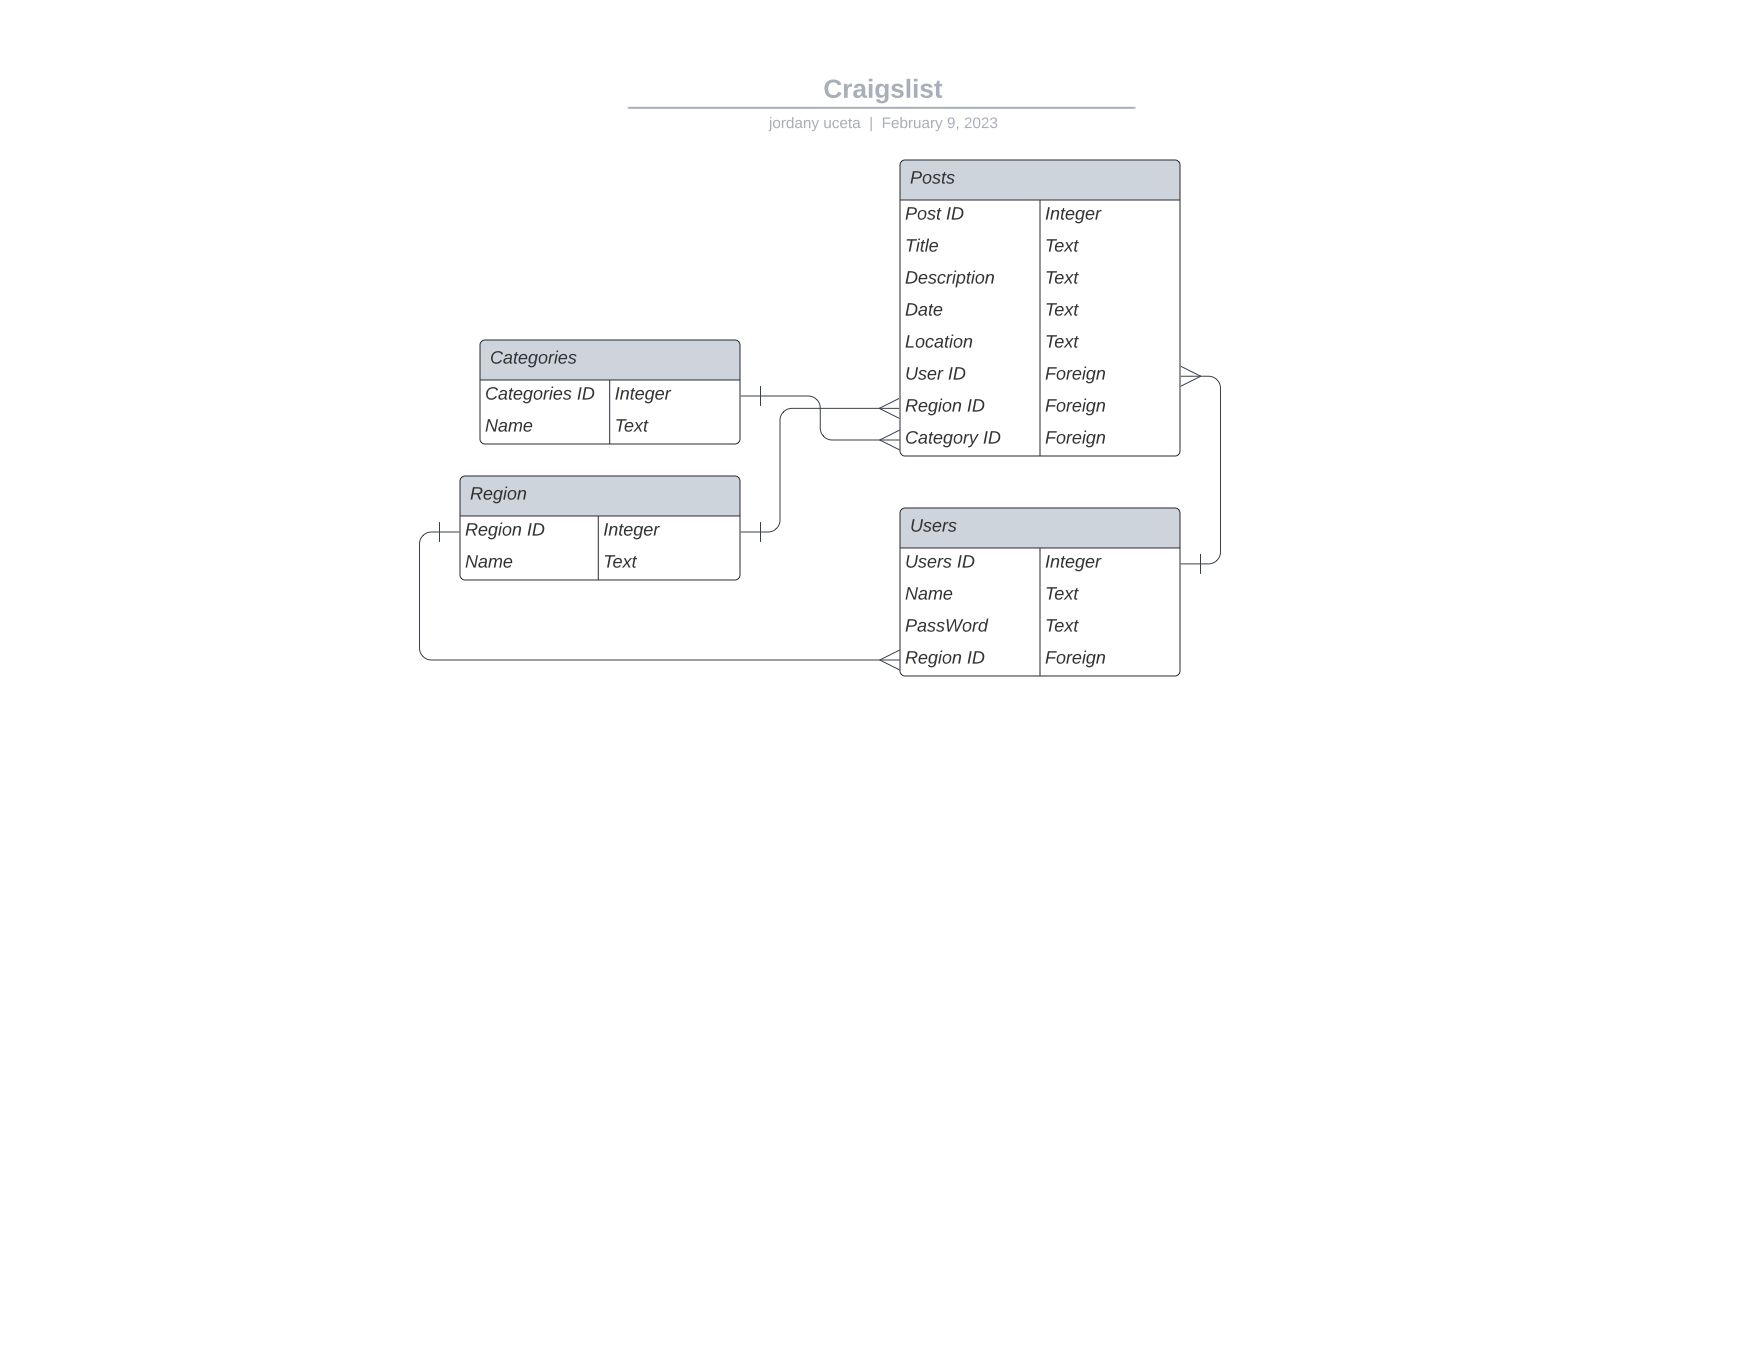 Craigslist
jordany uceta | February 9, 2023
Posts
Post ID Integer
Title Text
Description Text
Date Text
Location Text
User ID Foreign
Region ID Foreign
Category ID Foreign
Categories
Categories ID Integer
Name Text
Region
Region ID Integer
Name Text
Users
Users ID Integer
Name Text
PassWord Text
Region ID Foreign